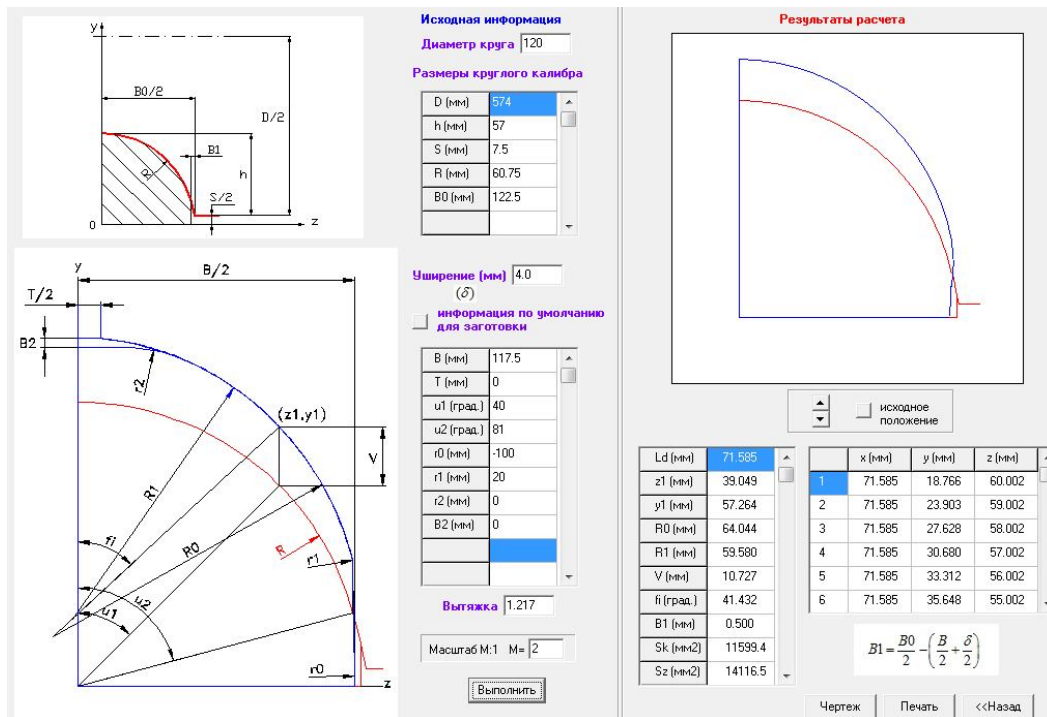 y
B0/2
D/2
B1
R
h
S/2
0
z
y
B/2
T/2
B2
r2
(z1,y1)
V
R1
fi
R0
R
r1
u2
u1
r0
z
Исходная информация
Диаметр круга 120
Размеры круглого калибра
D (мм) 574
h (мм) 57
S (мм) 7.5
R (мм) 60.75
B0 (мм) 122.5
Уширение (мм) 4.0
(δ)
информация по умолчанию
для заготовки
B (мм) 117.5
T (мм) 0
u1 (град.) 40
u2 (град.) 81
r0 (мм) -100
r1 (мм) 20
r2 (мм) 0
B2 (мм) 0
Вытяжка 1.217
Масштаб М:1 М= 2
Выполнить
Результаты расчета
исходное
положение
Ld (мм) 71.585
z1 (мм) 39.049
y1 (мм) 57.264
R0 (мм) 64.044
R1 (мм) 59.580
V (мм) 10.727
fi (град.) 41.432
B1 (мм) 0.500
Sk (мм2) 11599.4
Sz (мм2) 14116.5
x (мм) y (мм) z (мм)
1 71.585 18.766 60.002
2 71.585 23.903 59.002
3 71.585 27.628 58.002
4 71.585 30.680 57.002
5 71.585 33.312 56.002
6 71.585 35.648 55.002
B1 = B0/2 − (B/2 + δ/2)
Чертеж Печать <<Назад